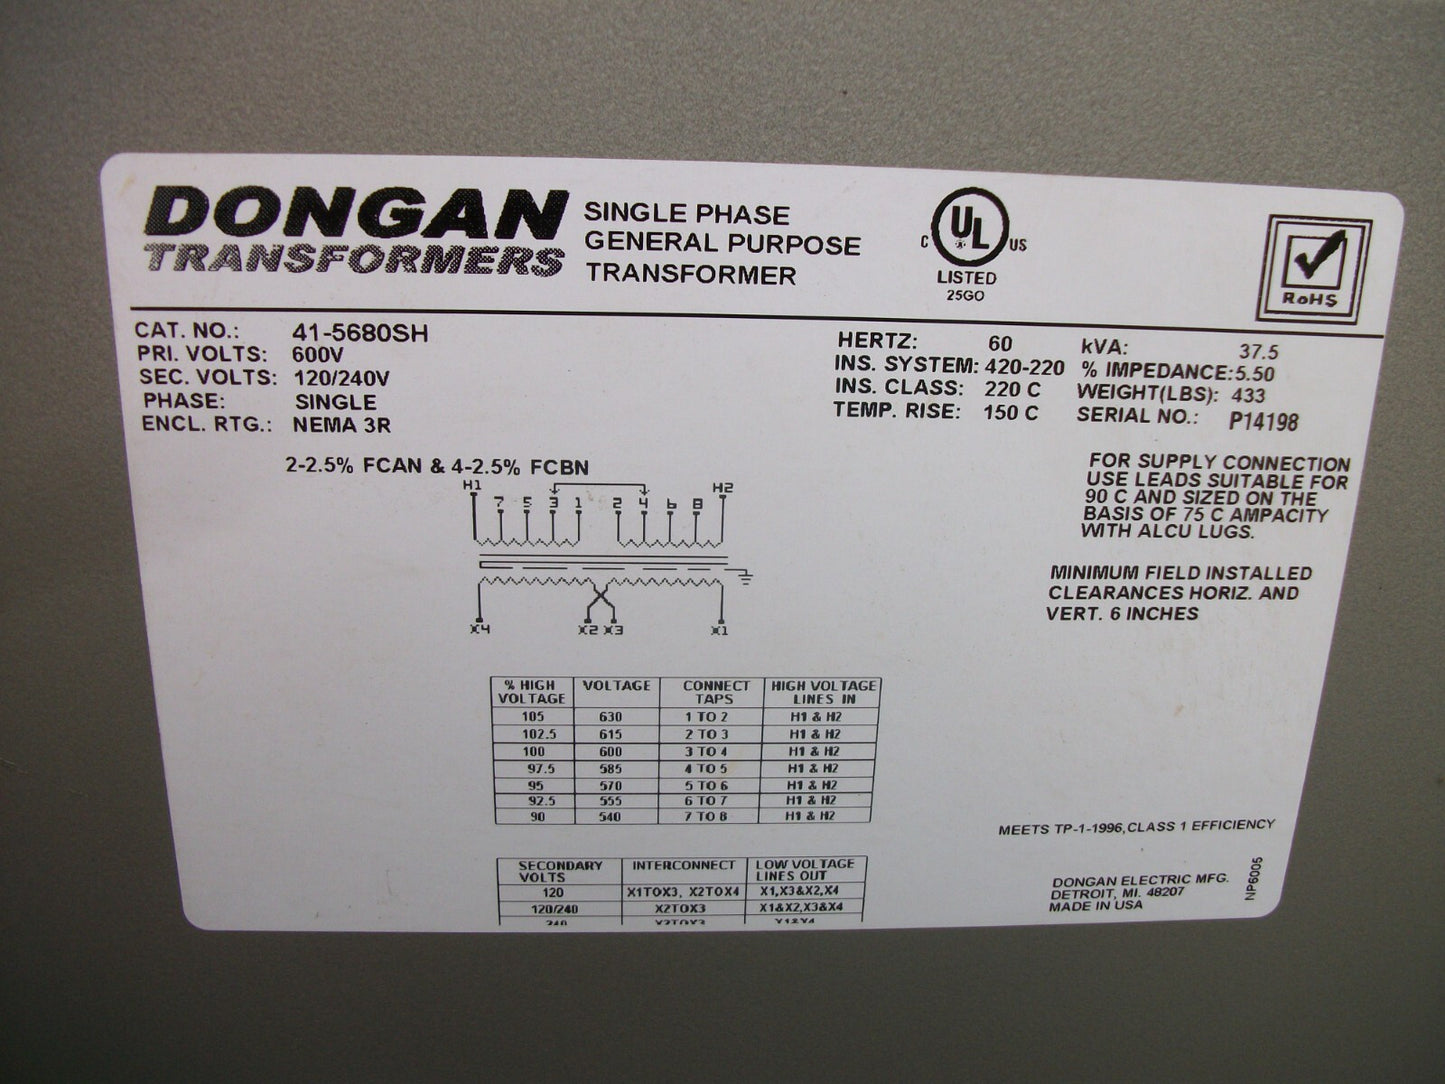 DONGAN
TRANSFORMERS
SINGLE PHASE
GENERAL PURPOSE
TRANSFORMER
C UL US
LISTED
25GO
RoHS
CAT. NO.: 41-5680SH
PRI. VOLTS: 600V
SEC. VOLTS: 120/240V
PHASE: SINGLE
ENCL. RTG.: NEMA 3R
HERTZ: 60
INS. SYSTEM: 420-220
INS. CLASS: 220 C
TEMP. RISE: 150 C
kVA: 37.5
% IMPEDANCE: 5.50
WEIGHT(LBS): 433
SERIAL NO.: P14198
2-2.5% FCAN & 4-2.5% FCBN
H1 7 5 3 1 2 4 6 8 H2
X4 X2 X3 X1
FOR SUPPLY CONNECTION
USE LEADS SUITABLE FOR
90 C AND SIZED ON THE
BASIS OF 75 C AMPACITY
WITH ALCU LUGS.
MINIMUM FIELD INSTALLED
CLEARANCES HORIZ. AND
VERT. 6 INCHES
% HIGH VOLTAGE VOLTAGE CONNECT TAPS HIGH VOLTAGE LINES IN
105 630 1 TO 2 H1 & H2
102.5 615 2 TO 3 H1 & H2
100 600 3 TO 4 H1 & H2
97.5 585 4 TO 5 H1 & H2
95 570 5 TO 6 H1 & H2
92.5 555 6 TO 7 H1 & H2
90 540 7 TO 8 H1 & H2
SECONDARY VOLTS INTERCONNECT LOW VOLTAGE LINES OUT
120 X1TOX3, X2TOX4 X1,X3&X2,X4
120/240 X2TOX3 X1&X2,X3&X4
240 X2TOX3 X1&X4
MEETS TP-1-1996,CLASS 1 EFFICIENCY
DONGAN ELECTRIC MFG.
DETROIT, MI. 48207
MADE IN USA
NP6005